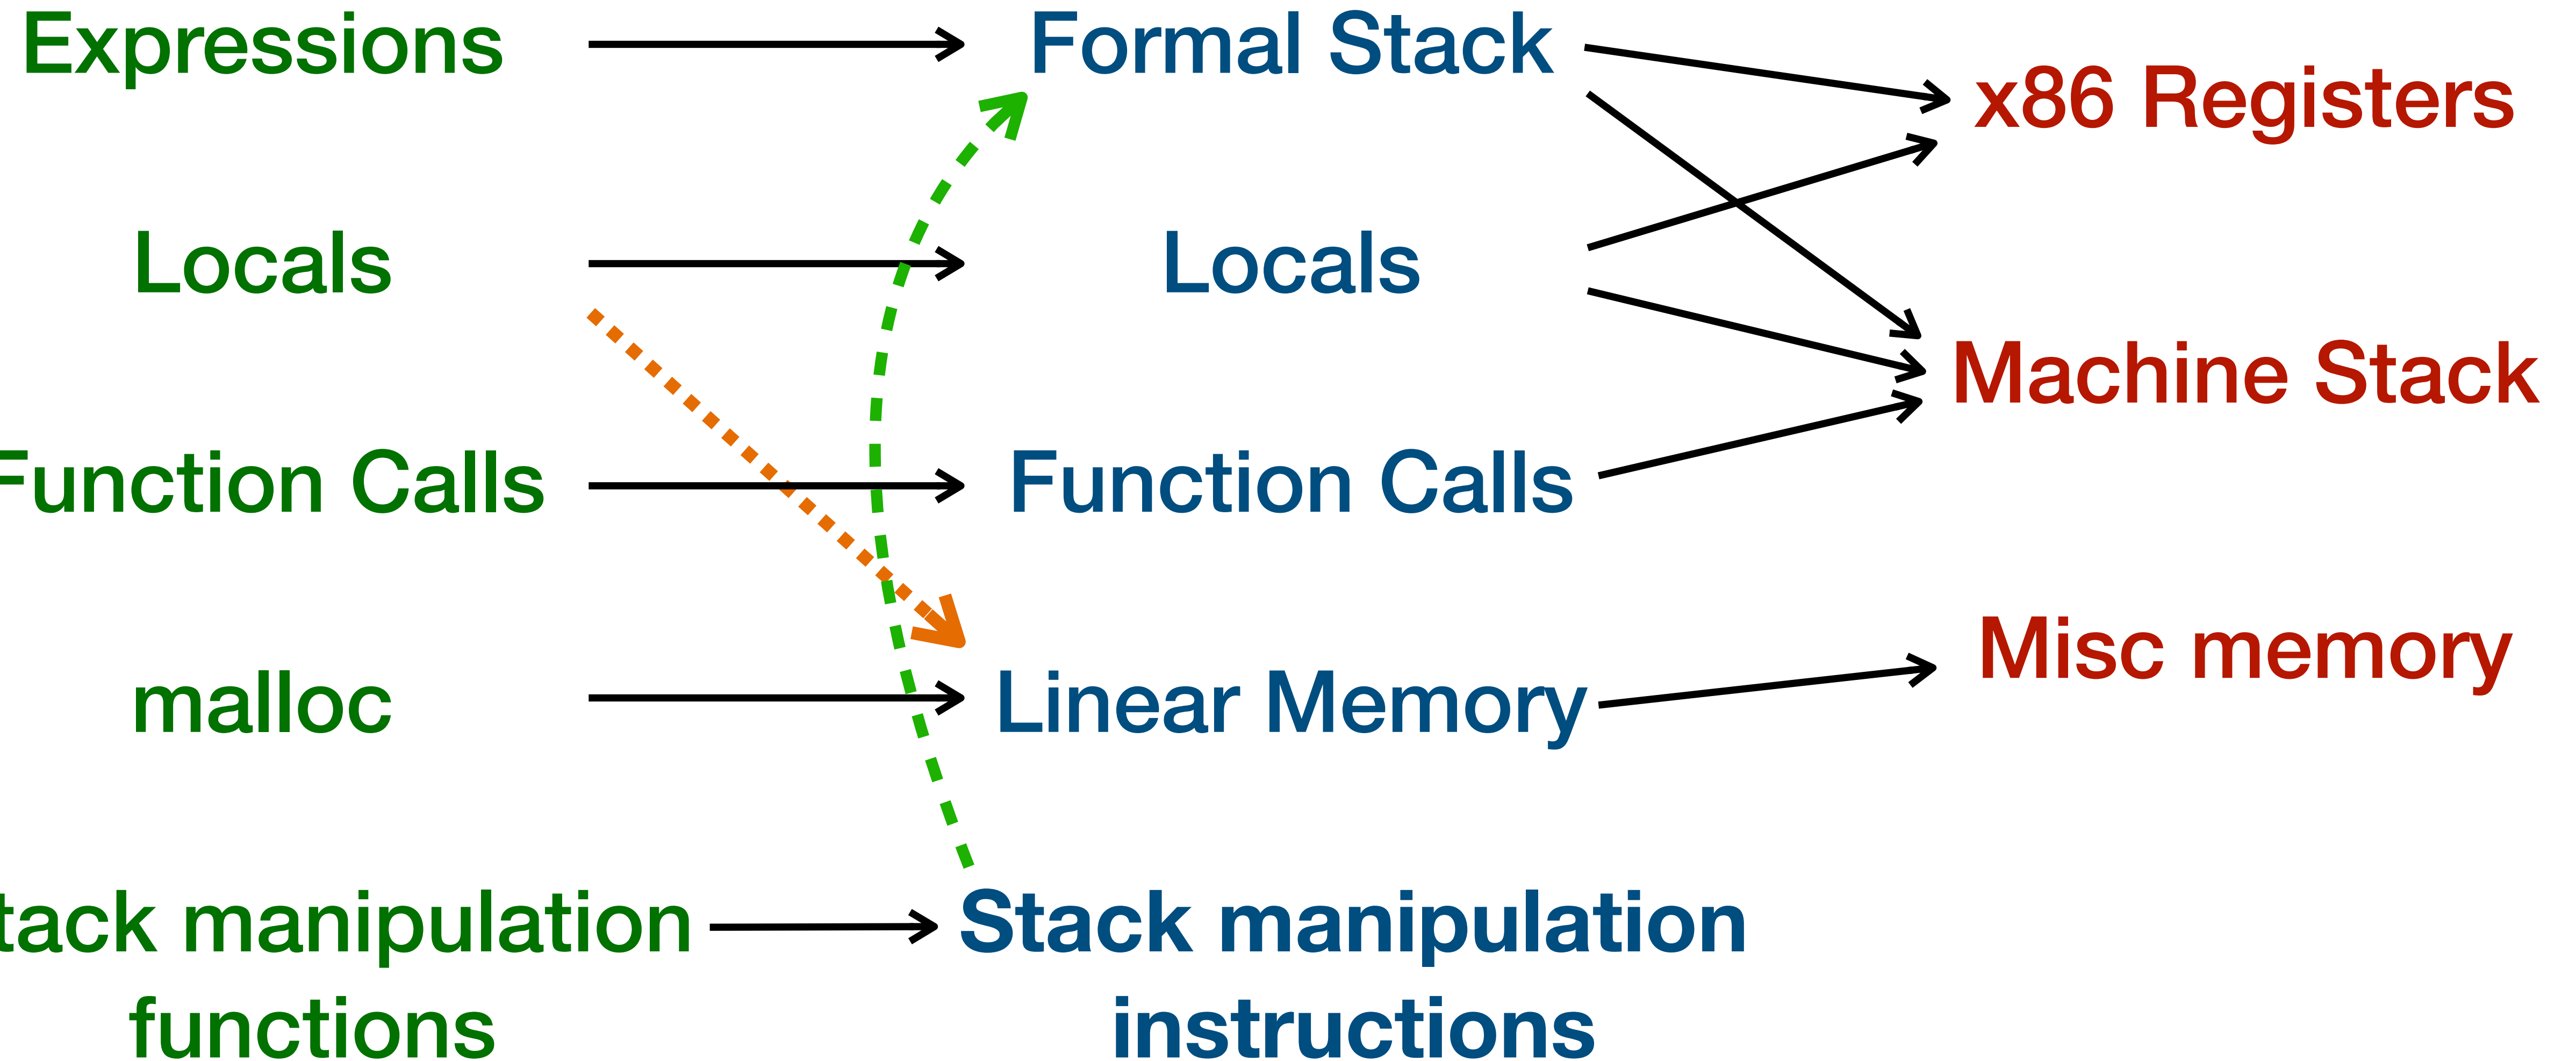 Expressions
Formal Stack
x86 Registers
Locals
Locals
Machine Stack
Function Calls
Function Calls
Misc memory
malloc
Linear Memory
tack manipulation
functions
Stack manipulation
instructions